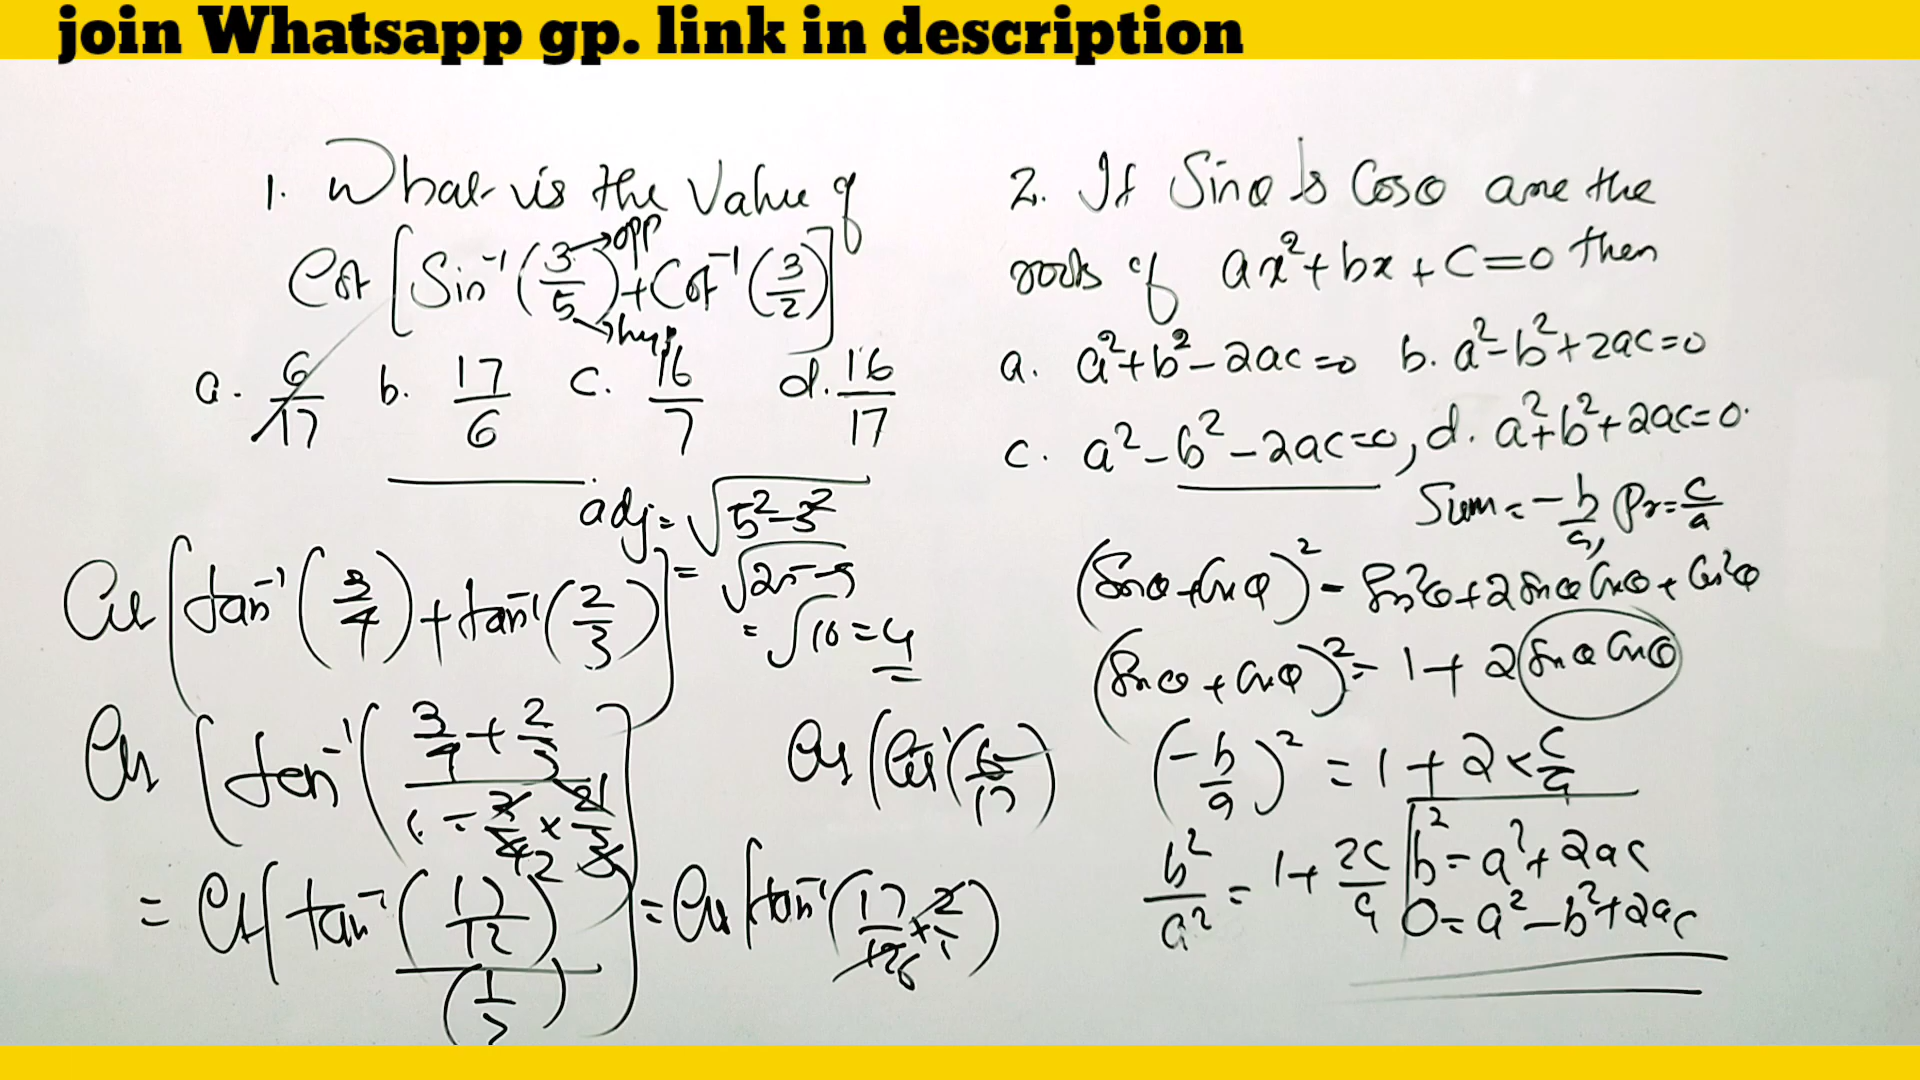 join Whatsapp gp. link in description
1. What is the value of
Cot [Sin⁻¹(3/5) + Cot⁻¹(3/2)]
opp
hyp
a. 6/17 b. 17/6 c. 16/7 d. 16/17
adj = √5²-3²
= √25-9
= √16 = 4
Cot [tan⁻¹(3/4) + tan⁻¹(2/3)]
Cot [tan⁻¹(3/4 + 2/3 / 1 - 3/4 × 2/3)]
= Cot [tan⁻¹(17/12) / (1/2)]
= Cot [tan⁻¹(17/12 × 2/1)
6
Cot (Cot⁻¹(6/17)
2. If Sinθ & Cosθ are the
roots of ax²+bx+c=0 then
a. a²+b²-2ac=0 b. a²-b²+2ac=0
c. a²-b²-2ac=0, d. a²+b²+2ac=0.
Sum = -b/a, Pr = c/a
(Sinθ+Cosθ)² = Sin²θ+2SinθCosθ+Cos²θ
(Sinθ+Cosθ)² = 1+2SinθCosθ
(-b/a)² = 1+2×c/a
b²/a² = 1+2c/a
b² = a²+2ac
0 = a²-b²+2ac